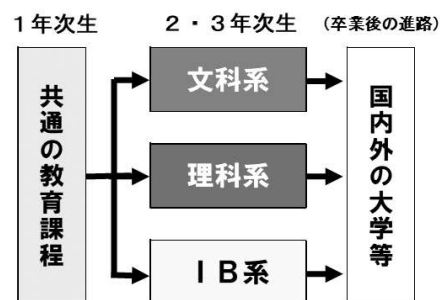 1年次生
2・3年次生
(卒業後の進路)
共通の教育課程
文科系
理科系
IB系
国内外の大学等